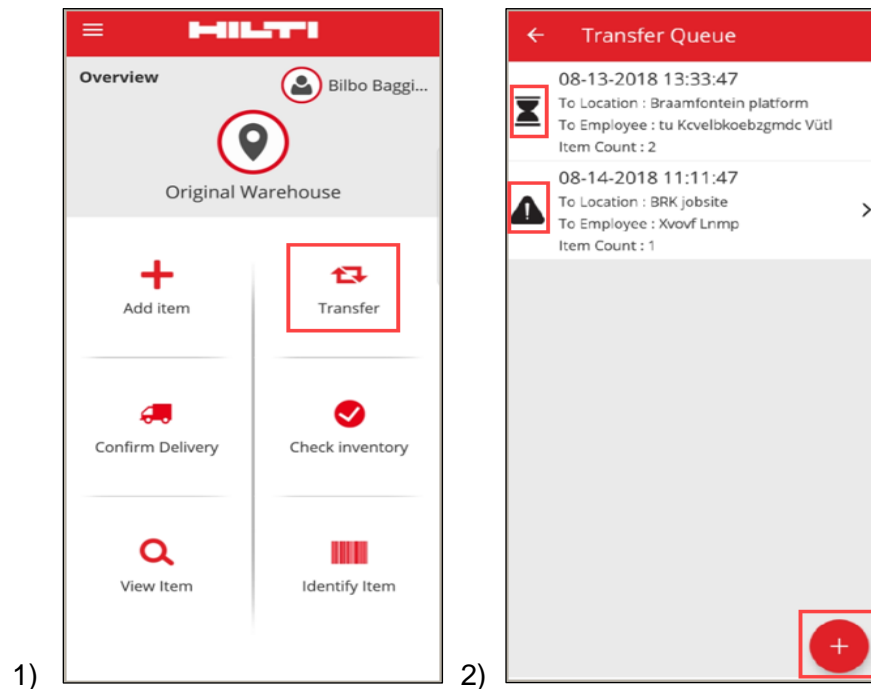 HILTI
Overview
Bilbo Baggi...
Original Warehouse
Add item
Transfer
Confirm Delivery
Check inventory
View Item
Identify Item
1)
Transfer Queue
08-13-2018 13:33:47
To Location : Braamfontein platform
To Employee : tu Kcvelbkoebzgmdc Vütl
Item Count : 2
08-14-2018 11:11:47
To Location : BRK jobsite
To Employee : Xvovf Lnmp
Item Count : 1
2)